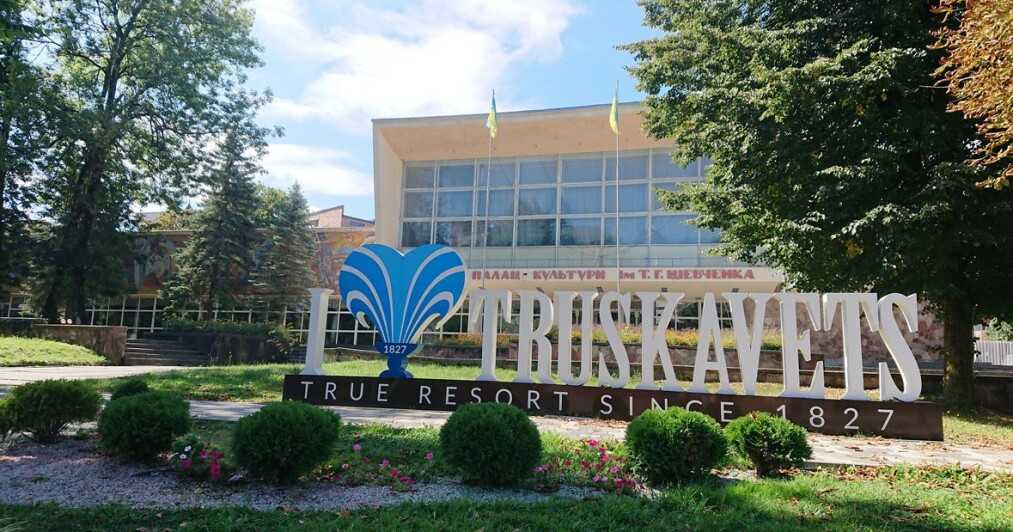 ПАЛАЦ·КУЛЬТУРИ ім Т.Г. ШЕВЧЕНКА
I TRUSKAVETS
1827
TRUE RESORT SINCE 1827